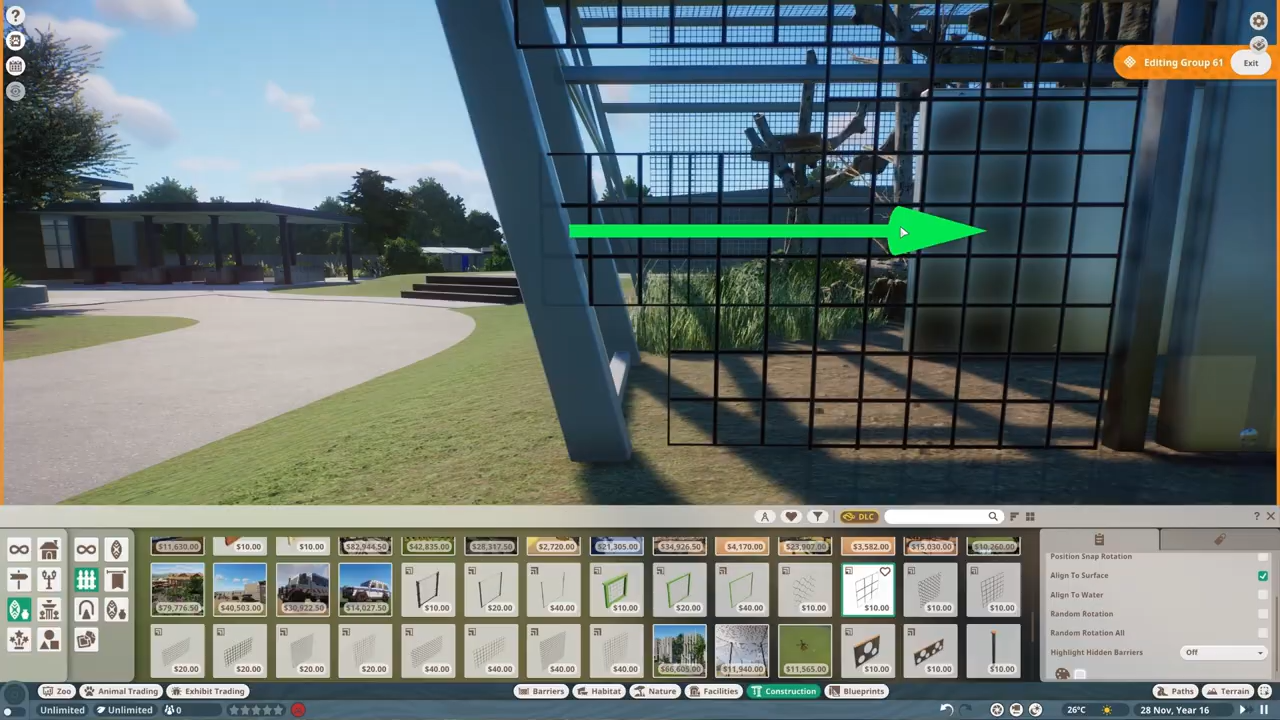 Editing Group 61
Exit
DLC
$11,630.00 $10.00 $10.00 $82,944.50 $42,835.00 $28,317.50 $2,720.00 $21,305.00 $34,926.50 $4,170.00 $23,907.00 $3,582.00 $15,030.00 $10,260.00
$79,776.50 $40,503.00 $30,922.50 $14,027.50 $10.00 $20.00 $40.00 $10.00 $20.00 $40.00 $10.00 $10.00 $10.00 $10.00
$20.00 $20.00 $20.00 $20.00 $40.00 $40.00 $40.00 $40.00 $66,605.00 $11,940.00 $11,565.00 $10.00 $10.00 $10.00
Position Snap Rotation
Align To Surface
Align To Water
Random Rotation
Random Rotation All
Highlight Hidden Barriers Off
Zoo Animal Trading Exhibit Trading Barriers Habitat Nature Facilities Construction Blueprints Paths Terrain
Unlimited Unlimited 0 26°C 28 Nov, Year 16